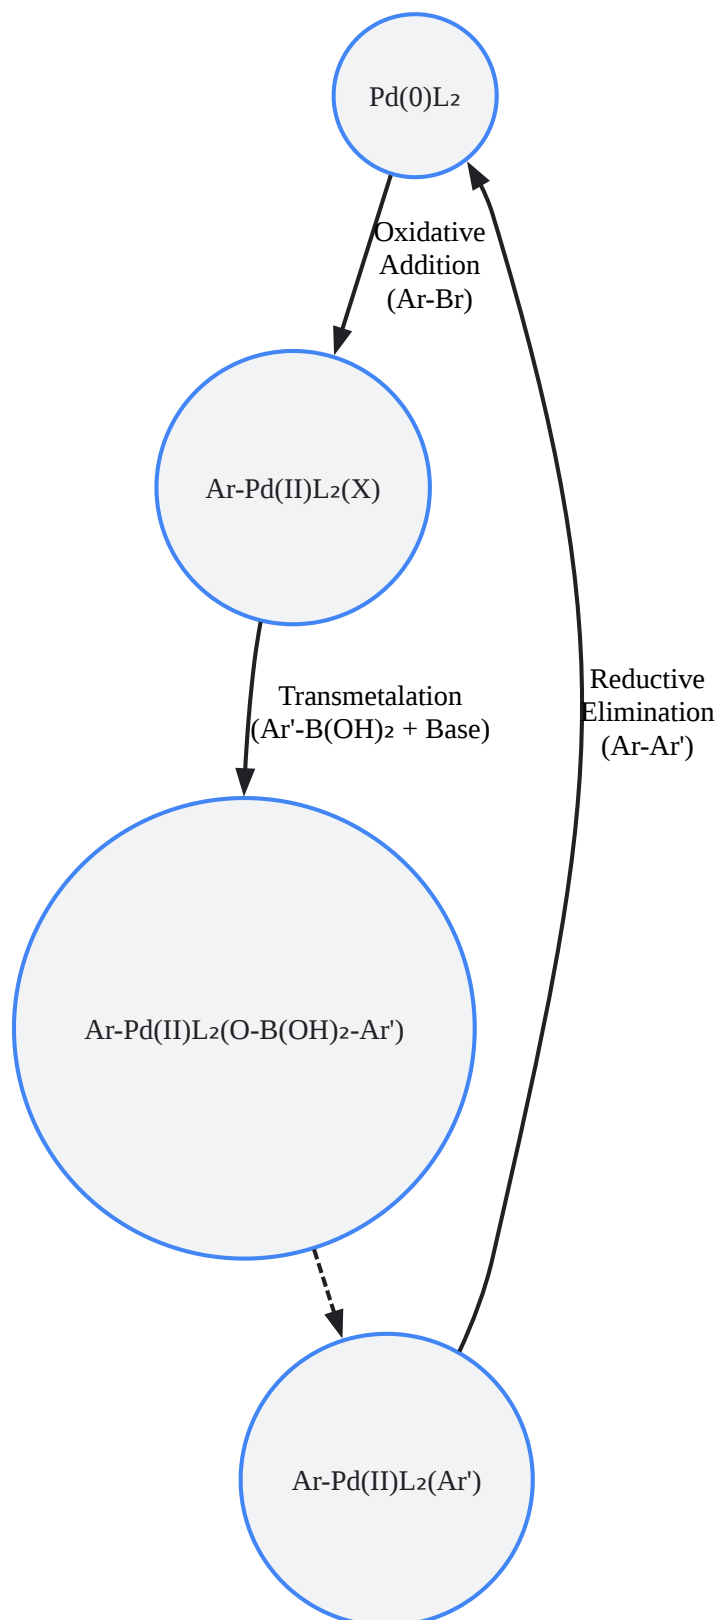 Pd(0)L₂
Oxidative
Addition
(Ar-Br)
Ar-Pd(II)L₂(X)
Transmetalation
(Ar'-B(OH)₂ + Base)
Reductive
Elimination
(Ar-Ar')
Ar-Pd(II)L₂(O-B(OH)₂-Ar')
Ar-Pd(II)L₂(Ar')